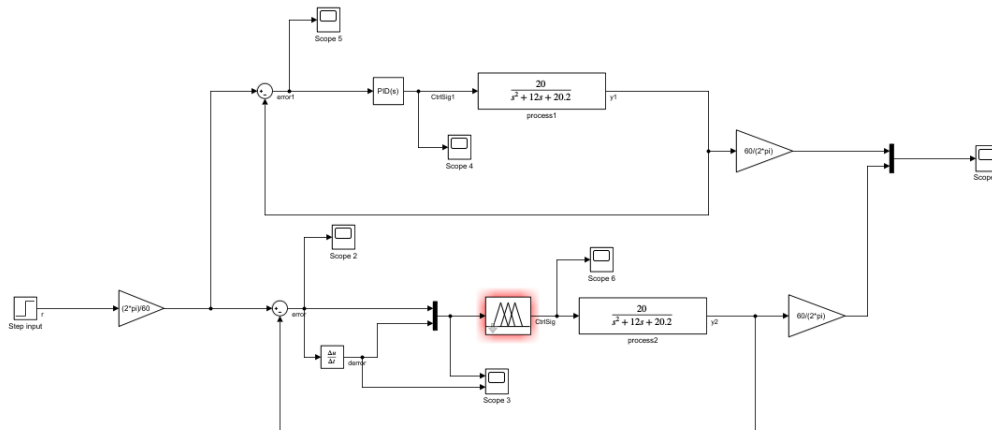 Scope 5
error1
PID(s)
CtrlSig1
20
s² + 12s + 20.2
process1
y1
Scope 4
60/(2*pi)
Scope
Scope 2
Step input
r
(2*pi)/60
error
Δu
Δt
derror
Scope 3
CtrlSig
Scope 6
20
s² + 12s + 20.2
process2
y2
60/(2*pi)